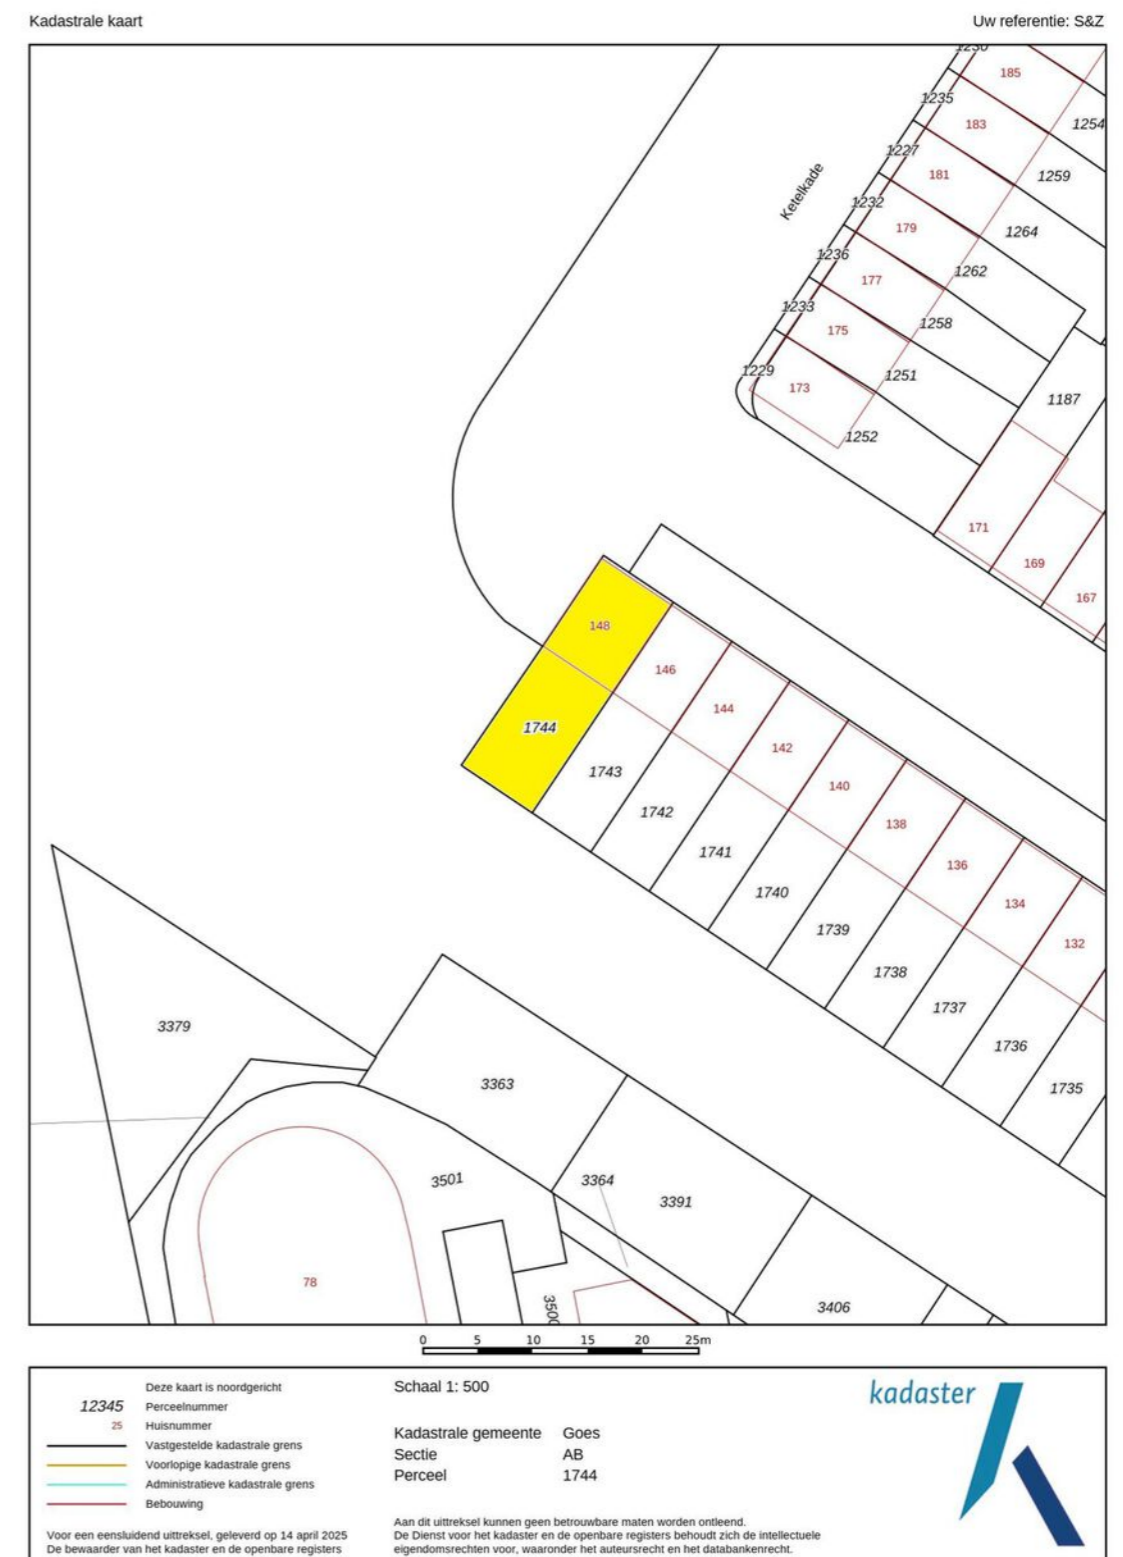 Kadastrale kaart
Uw referentie: S&Z
1230
185
1235
1254
183
1227
181
1259
Ketelkade
1232
179
1264
1236
177
1262
1233
175
1258
1229
173
1251
1187
1252
171
169
167
148
146
144
1744
142
1743
140
1742
138
1741
136
1740
134
1739
132
1738
1737
3379
1736
3363
1735
3501
3364
3391
78
3406
0 5 10 15 20 25m
Deze kaart is noordgericht
12345 Perceelnummer
25 Huisnummer
Vastgestelde kadastrale grens
Voorlopige kadastrale grens
Administratieve kadastrale grens
Bebouwing
Voor een eensluidend uittreksel, geleverd op 14 april 2025
De bewaarder van het kadaster en de openbare registers
Schaal 1: 500
Kadastrale gemeente Goes
Sectie AB
Perceel 1744
Aan dit uittreksel kunnen geen betrouwbare maten worden ontleend.
De Dienst voor het kadaster en de openbare registers behoudt zich de intellectuele
eigendomsrechten voor, waaronder het auteursrecht en het databankenrecht.
kadaster